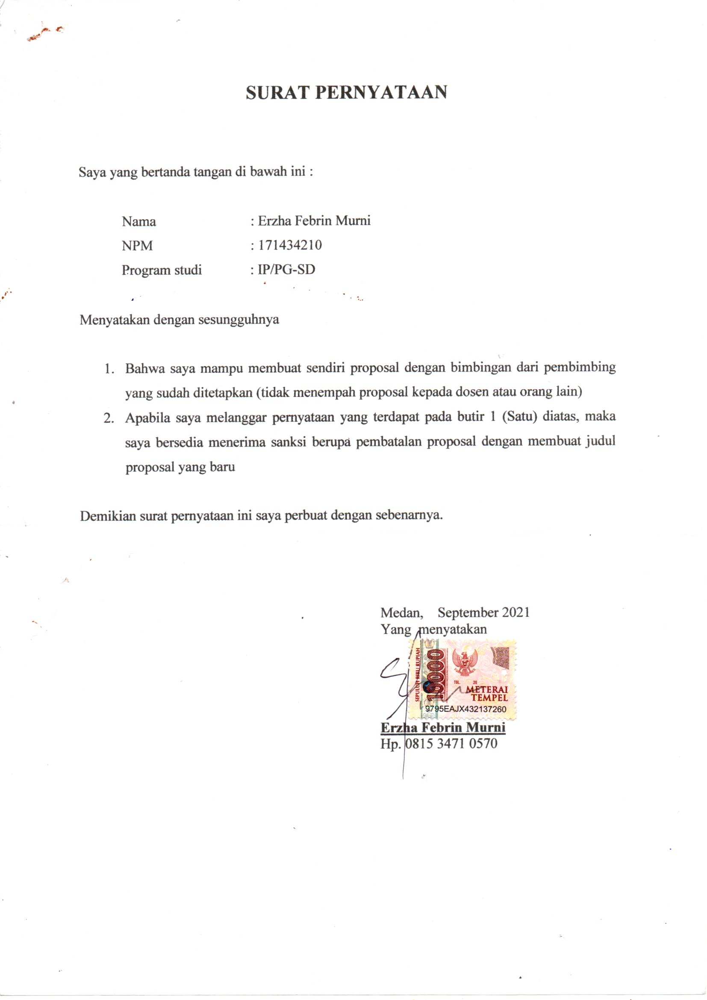 SURAT PERNYATAAN
Saya yang bertanda tangan di bawah ini :
Nama : Erzha Febrin Murni
NPM : 171434210
Program studi : IP/PG-SD
Menyatakan dengan sesungguhnya
1. Bahwa saya mampu membuat sendiri proposal dengan bimbingan dari pembimbing
yang sudah ditetapkan (tidak menempah proposal kepada dosen atau orang lain)
2. Apabila saya melanggar pernyataan yang terdapat pada butir 1 (Satu) diatas, maka
saya bersedia menerima sanksi berupa pembatalan proposal dengan membuat judul
proposal yang baru
Demikian surat pernyataan ini saya perbuat dengan sebenarnya.
Medan, September 2021
Yang menyatakan
SEPULUH RIBU RUPIAH
10000
TGL. 20
METERAI
TEMPEL
9795EAJX432137260
Erzha Febrin Murni
Hp. 0815 3471 0570